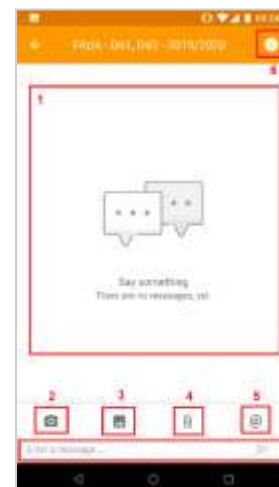 6
1
Say something
There are no messages, yet
2 3 4 5
Enter a message ...